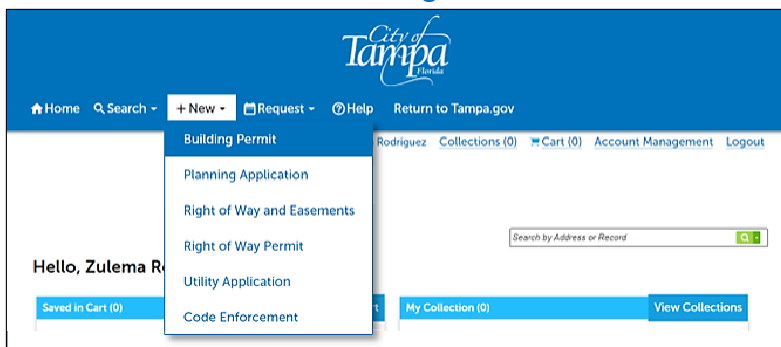 City of
Tampa
Florida
Home Search + New Request Help Return to Tampa.gov
Building Permit
Rodriguez Collections (0) Cart (0) Account Management Logout
Planning Application
Right of Way and Easements
Right of Way Permit
Search by Address or Record
Hello, Zulema R
Utility Application
Saved in Cart (0)
My Collection (0) View Collections
Code Enforcement